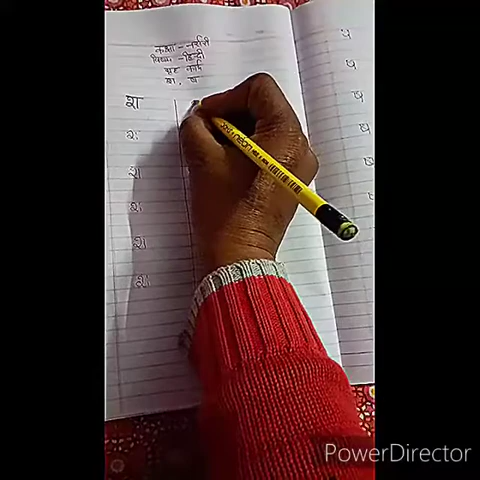 कक्षा - नर्सरी
विषय - हिन्दी
गृह कार्य
श, ष
श
श
श
श
श
श
ष
ष
ष
PowerDirector